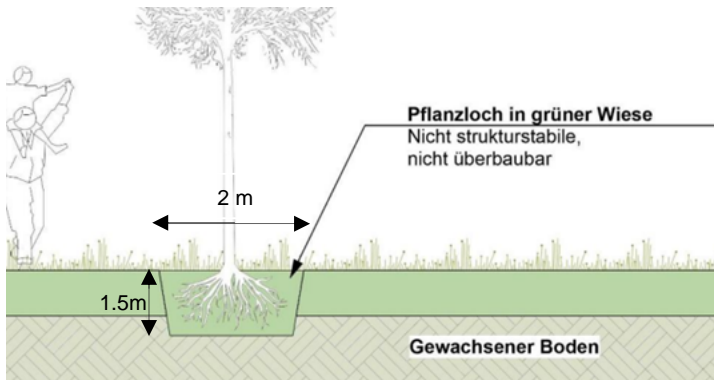 Pflanzloch in grüner Wiese
Nicht strukturstabile,
nicht überbaubar
2 m
1.5m
Gewachsener Boden